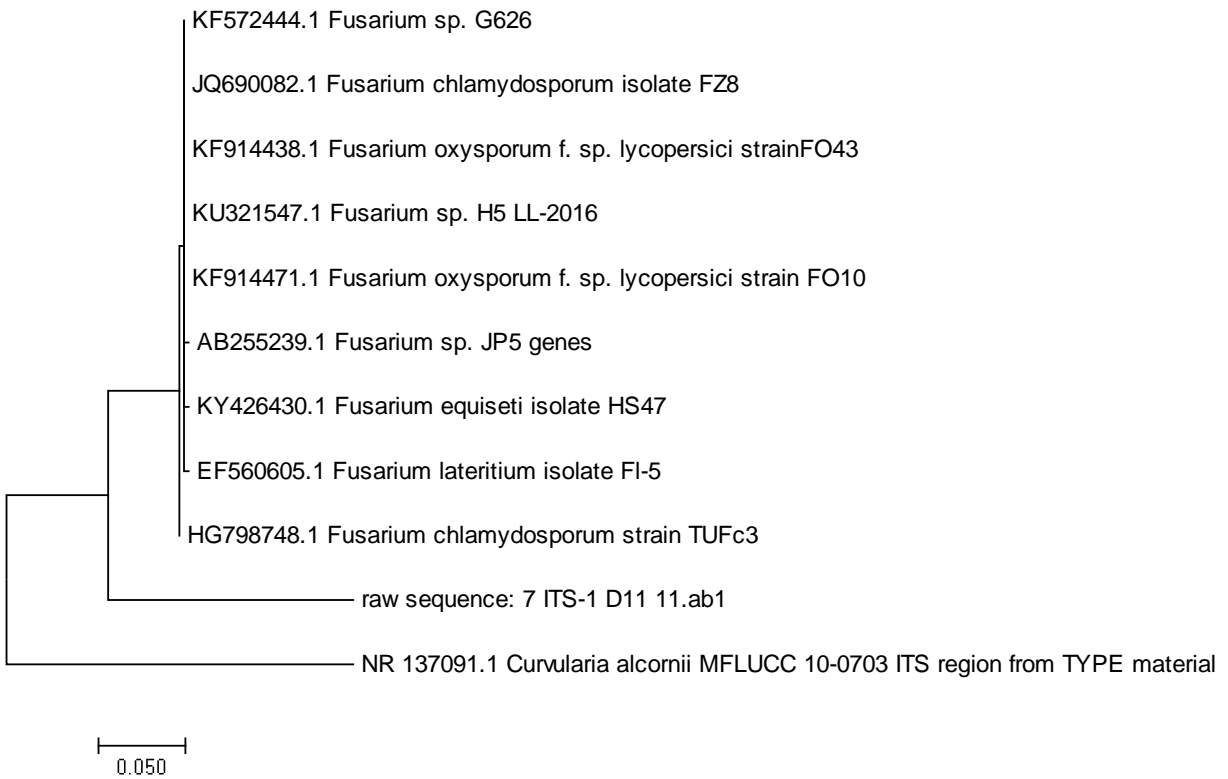 KF572444.1 Fusarium sp. G626
JQ690082.1 Fusarium chlamydosporum isolate FZ8
KF914438.1 Fusarium oxysporum f. sp. lycopersici strainFO43
KU321547.1 Fusarium sp. H5 LL-2016
KF914471.1 Fusarium oxysporum f. sp. lycopersici strain FO10
AB255239.1 Fusarium sp. JP5 genes
KY426430.1 Fusarium equiseti isolate HS47
EF560605.1 Fusarium lateritium isolate Fl-5
HG798748.1 Fusarium chlamydosporum strain TUFc3
raw sequence: 7 ITS-1 D11 11.ab1
NR 137091.1 Curvularia alcornii MFLUCC 10-0703 ITS region from TYPE material
0.050